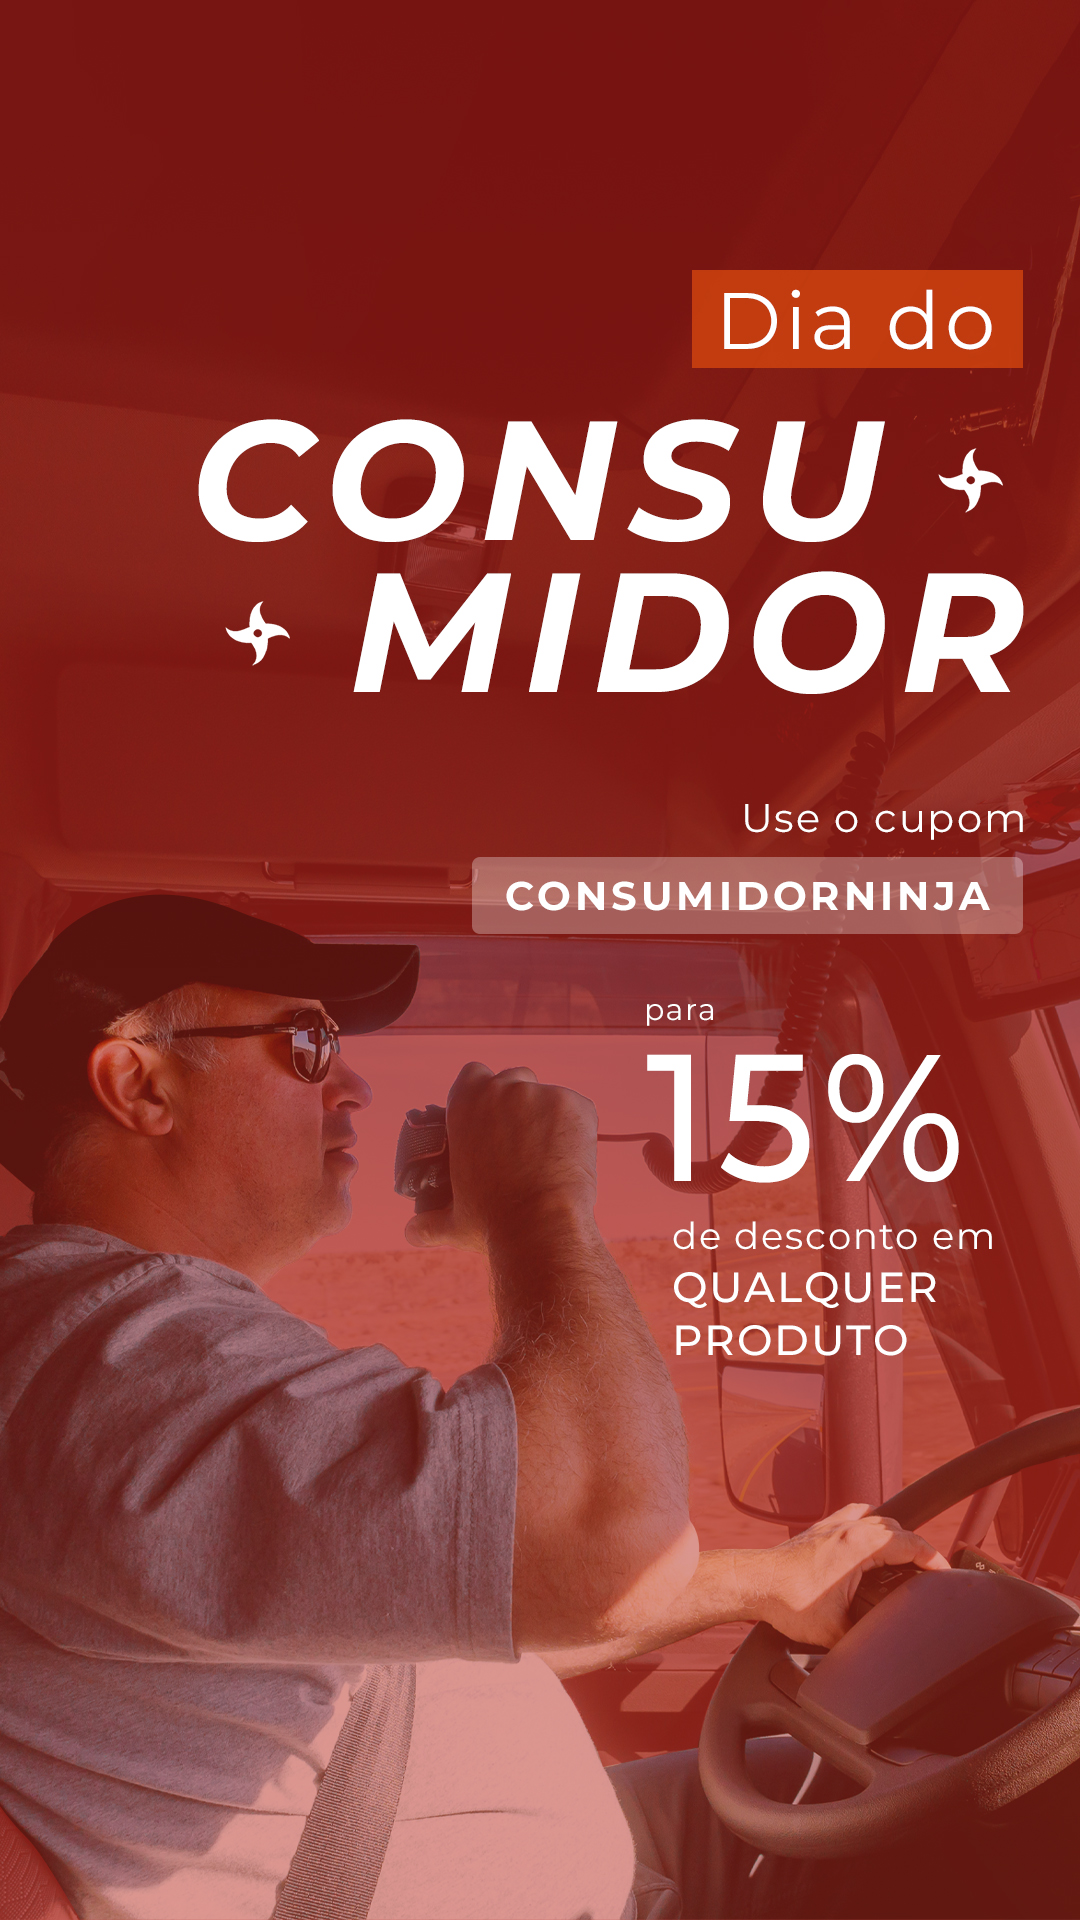 Dia do
CONSU
MIDOR
Use o cupom
CONSUMIDORNINJA
para
15%
de desconto em
QUALQUER
PRODUTO